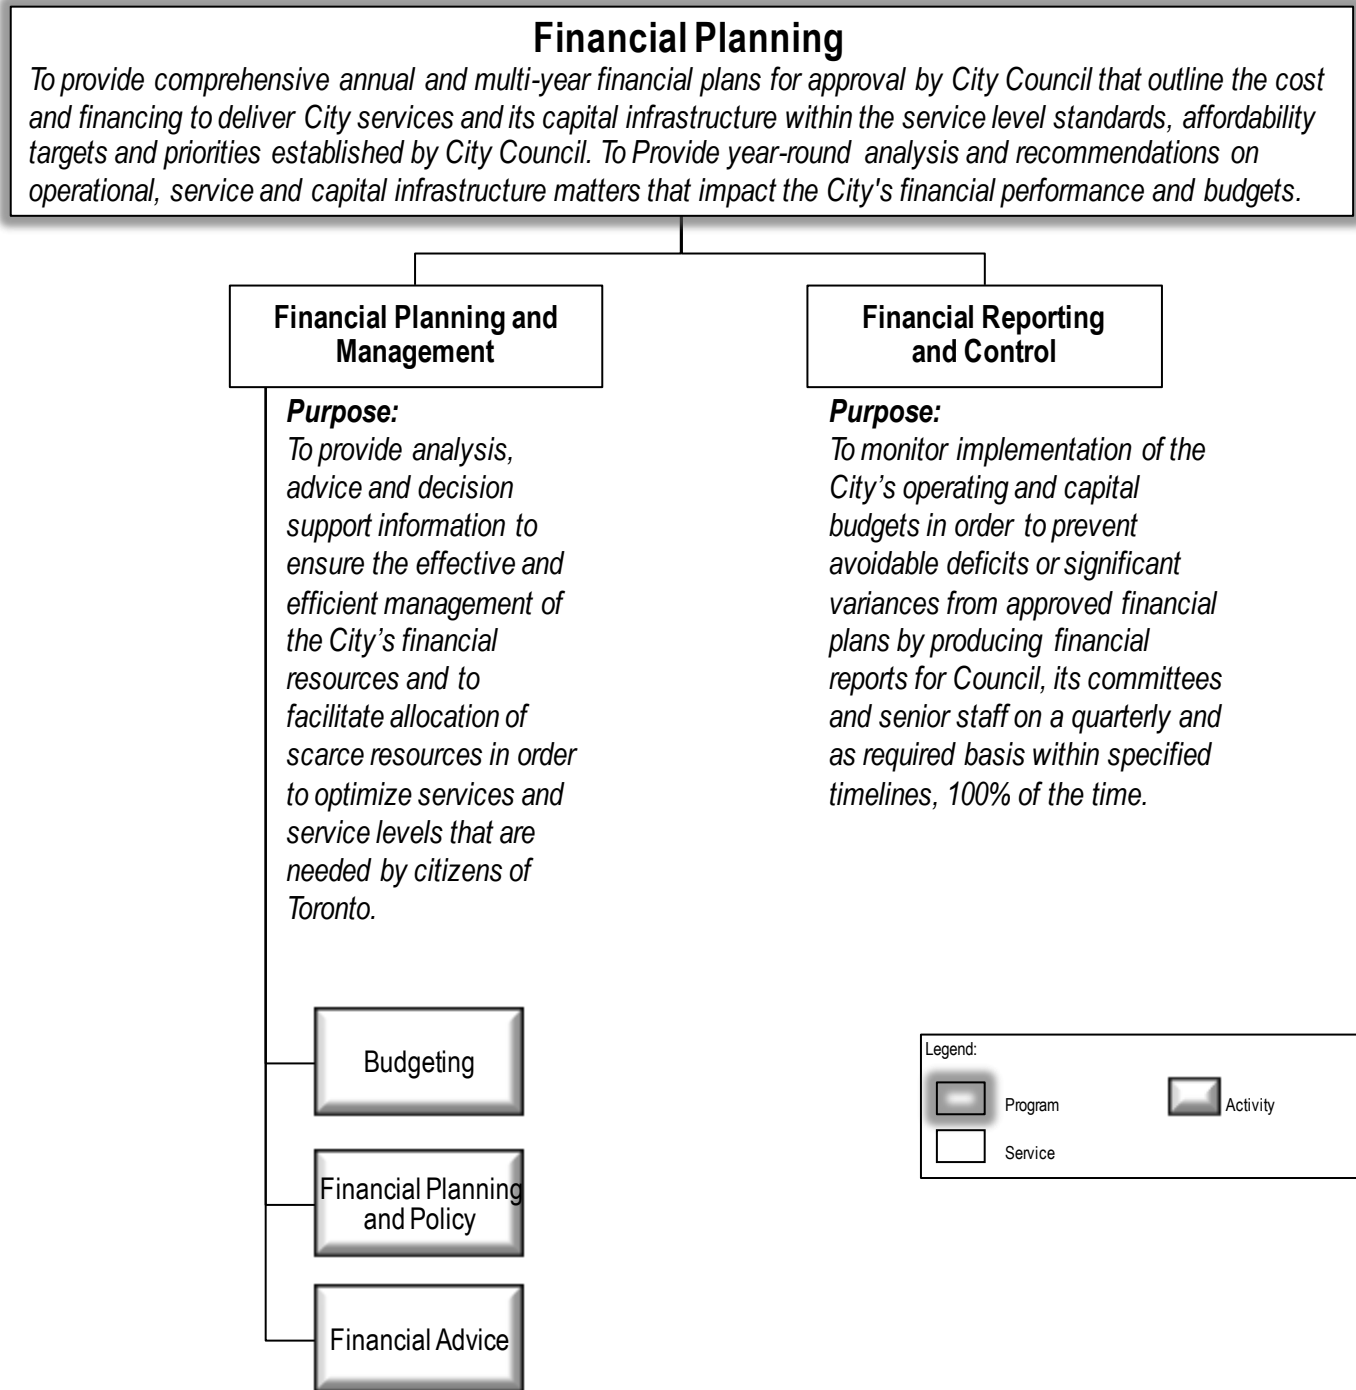 Financial Planning
To provide comprehensive annual and multi-year financial plans for approval by City Council that outline the cost
and financing to deliver City services and its capital infrastructure within the service level standards, affordability
targets and priorities established by City Council. To Provide year-round analysis and recommendations on
operational, service and capital infrastructure matters that impact the City's financial performance and budgets.
Financial Planning and
Management
Purpose:
To provide analysis,
advice and decision
support information to
ensure the effective and
efficient management of
the City’s financial
resources and to
facilitate allocation of
scarce resources in order
to optimize services and
service levels that are
needed by citizens of
Toronto.
Budgeting
Financial Planning
and Policy
Financial Advice
Financial Reporting
and Control
Purpose:
To monitor implementation of the
City’s operating and capital
budgets in order to prevent
avoidable deficits or significant
variances from approved financial
plans by producing financial
reports for Council, its committees
and senior staff on a quarterly and
as required basis within specified
timelines, 100% of the time.
Legend:
Program
Activity
Service